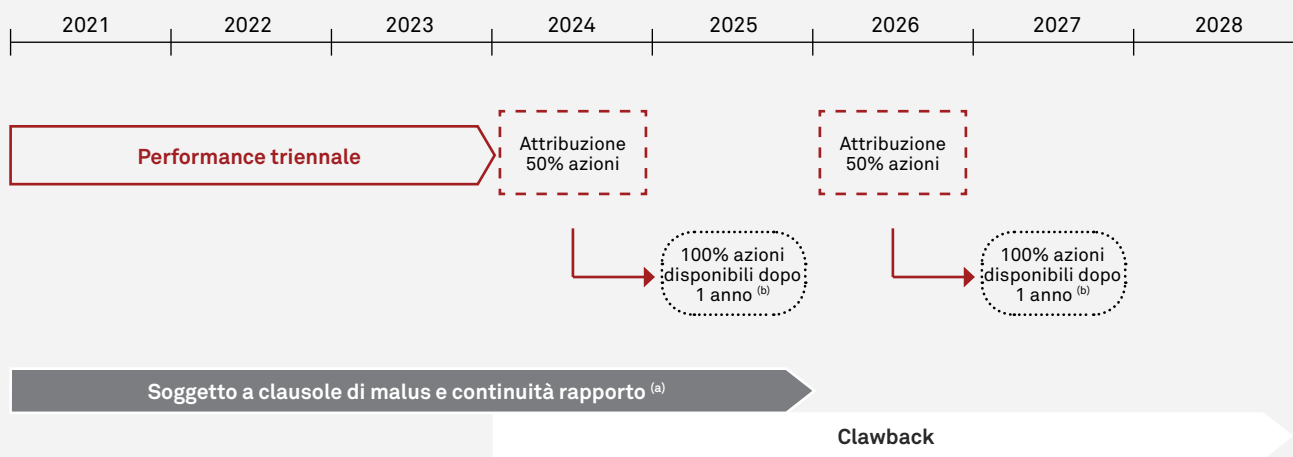 2021 2022 2023 2024 2025 2026 2027 2028
Performance triennale
Attribuzione
50% azioni
Attribuzione
50% azioni
100% azioni
disponibili dopo
1 anno (b)
100% azioni
disponibili dopo
1 anno (b)
Soggetto a clausole di malus e continuità rapporto (a)
Clawback